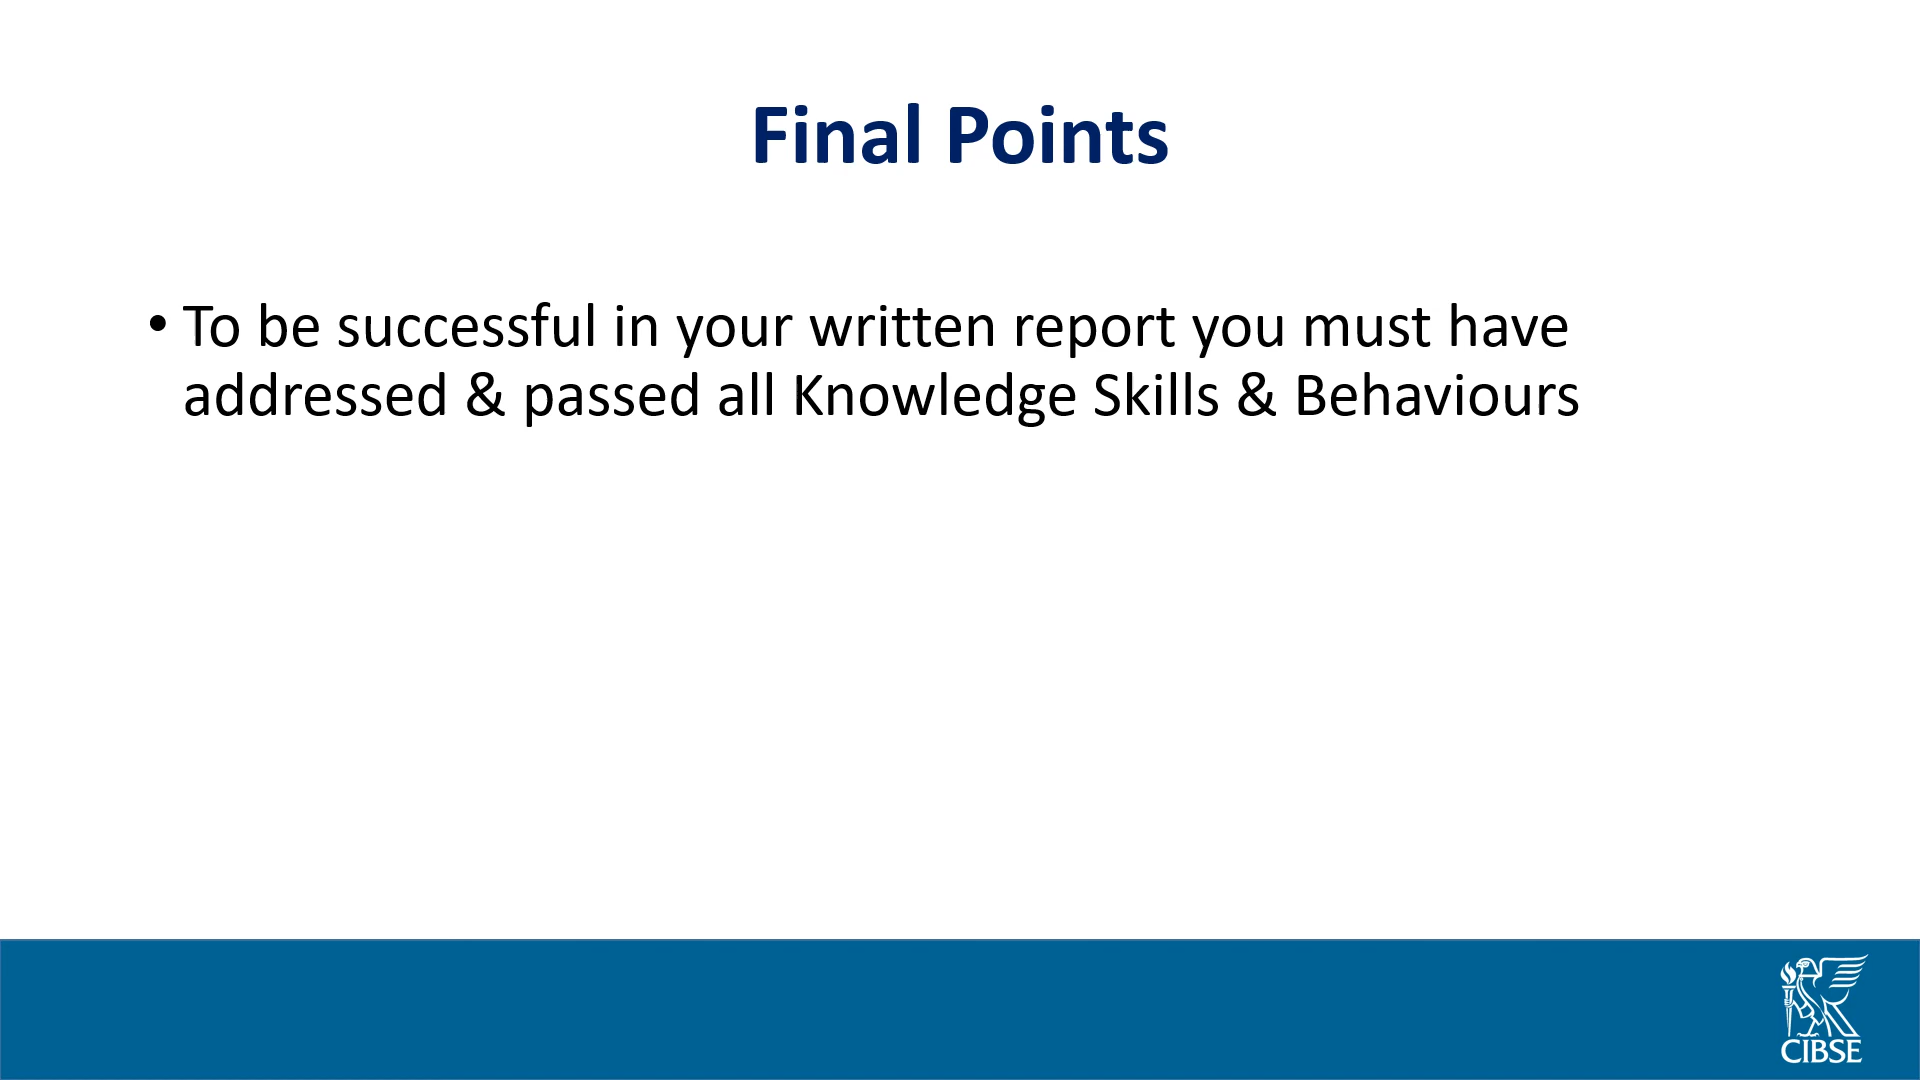 Final Points
• To be successful in your written report you must have
addressed & passed all Knowledge Skills & Behaviours
CIBSE